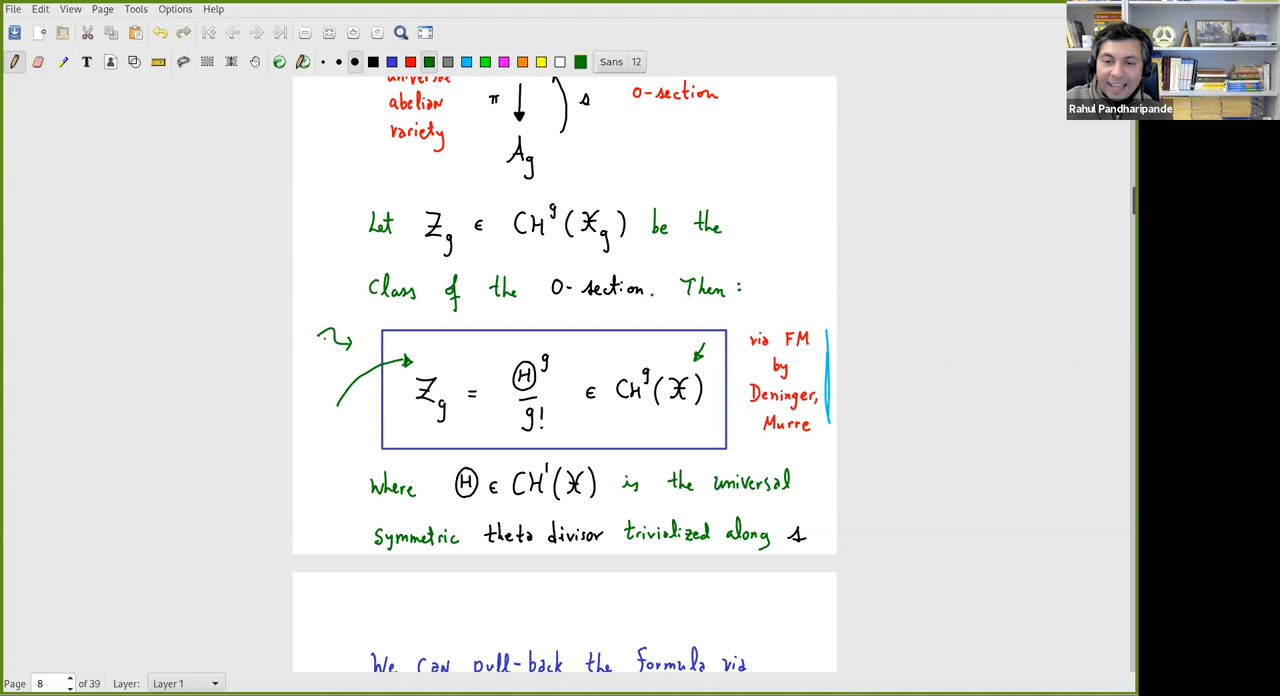 File Edit View Page Tools Options Help
Sans 12
Rahul Pandharipande
universal
abelian
variety
π
s
0-section
A_g
Let Z_g ∈ CH^g(X_g) be the
class of the 0-section. Then:
Z_g = Θ^g / g! ∈ CH^g(X)
via FM
by
Deninger,
Murre
where Θ ∈ CH^1(X) is the universal
symmetric theta divisor trivialized along s
We can pull-back the formula via
Page 8 of 39 Layer: Layer 1